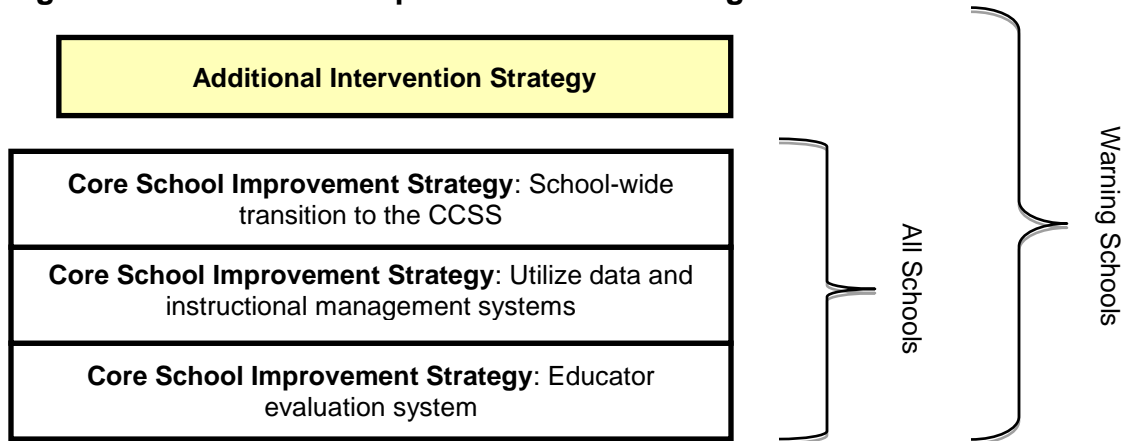 Additional Intervention Strategy
Core School Improvement Strategy: School-wide
transition to the CCSS
Core School Improvement Strategy: Utilize data and
instructional management systems
Core School Improvement Strategy: Educator
evaluation system
All Schools
Warning Schools